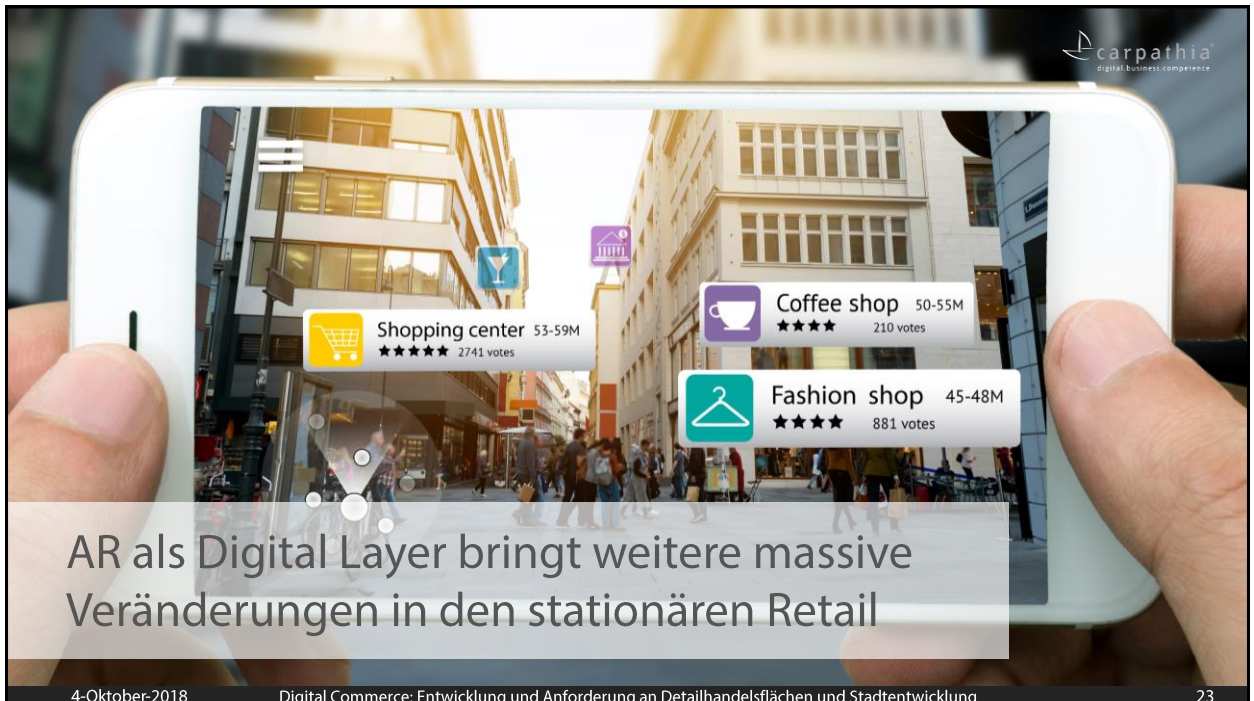 carpathia
digital.business.competence
Coffee shop 50-55M
★★★★ 210 votes
Shopping center 53-59M
★★★★★ 2741 votes
Fashion shop 45-48M
★★★★ 881 votes
AR als Digital Layer bringt weitere massive
Veränderungen in den stationären Retail
4-Oktober-2018 Digital Commerce: Entwicklung und Anforderung an Detailhandelsflächen und Stadtentwicklung 23